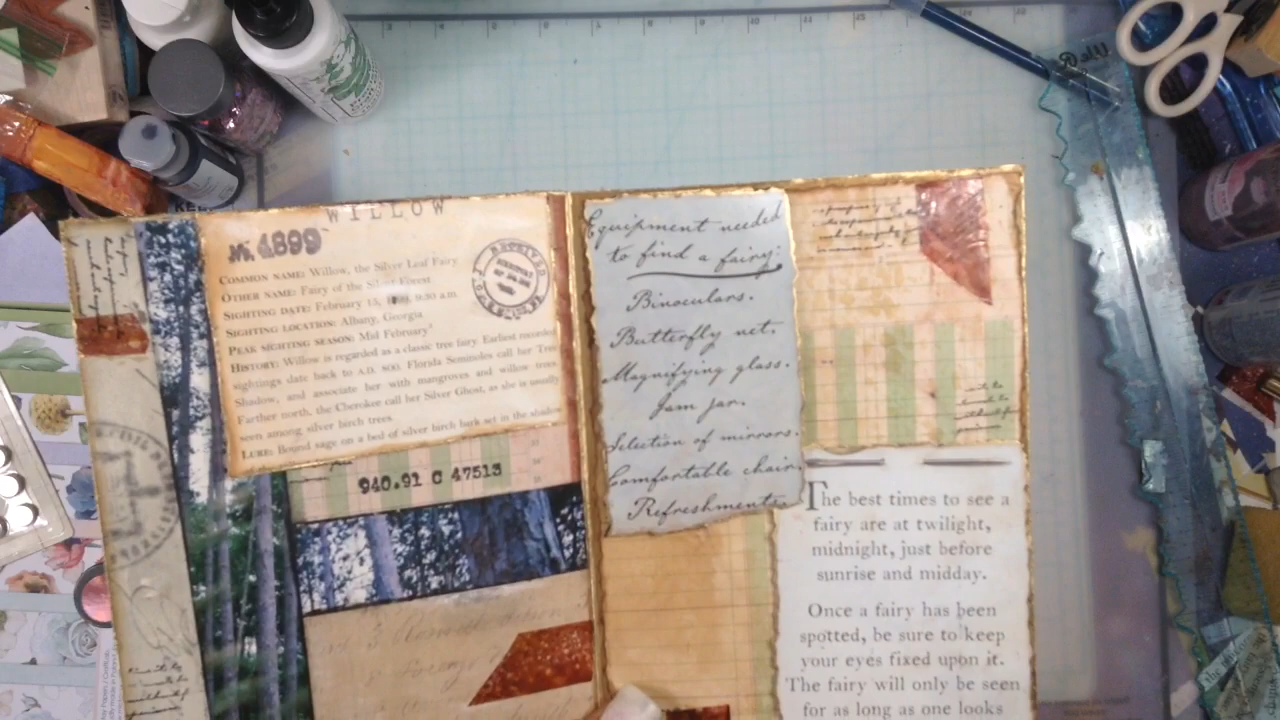 WILLOW
No. 4899
COMMON NAME: Willow, the Silver Leaf Fairy
OTHER NAME: Fairy of the Silver Forest
SIGHTING DATE: February 15, 9:30 a.m.
SIGHTING LOCATION: Albany, Georgia
PEAK SIGHTING SEASON: Mid February
HISTORY: Willow is regarded as a classic tree fairy. Earliest recorded
sightings date back to A.D. 800. Florida Seminoles call her Tree
Shadow, and associate her with mangroves and willow trees.
Farther north, the Cherokee call her Silver Ghost, as she is usually
seen among silver birch trees.
LURE: Bound sage on a bed of silver birch bark set in the shadow
RECEIVED
940.91 C 47513
Equipment needed
to find a fairy:
Binoculars.
Butterfly net.
Magnifying glass.
Jam jar.
Selection of mirrors.
Comfortable chair.
Refreshments.
The best times to see a
fairy are at twilight,
midnight, just before
sunrise and midday.
Once a fairy has been
spotted, be sure to keep
your eyes fixed upon it.
The fairy will only be seen
for as long as one looks